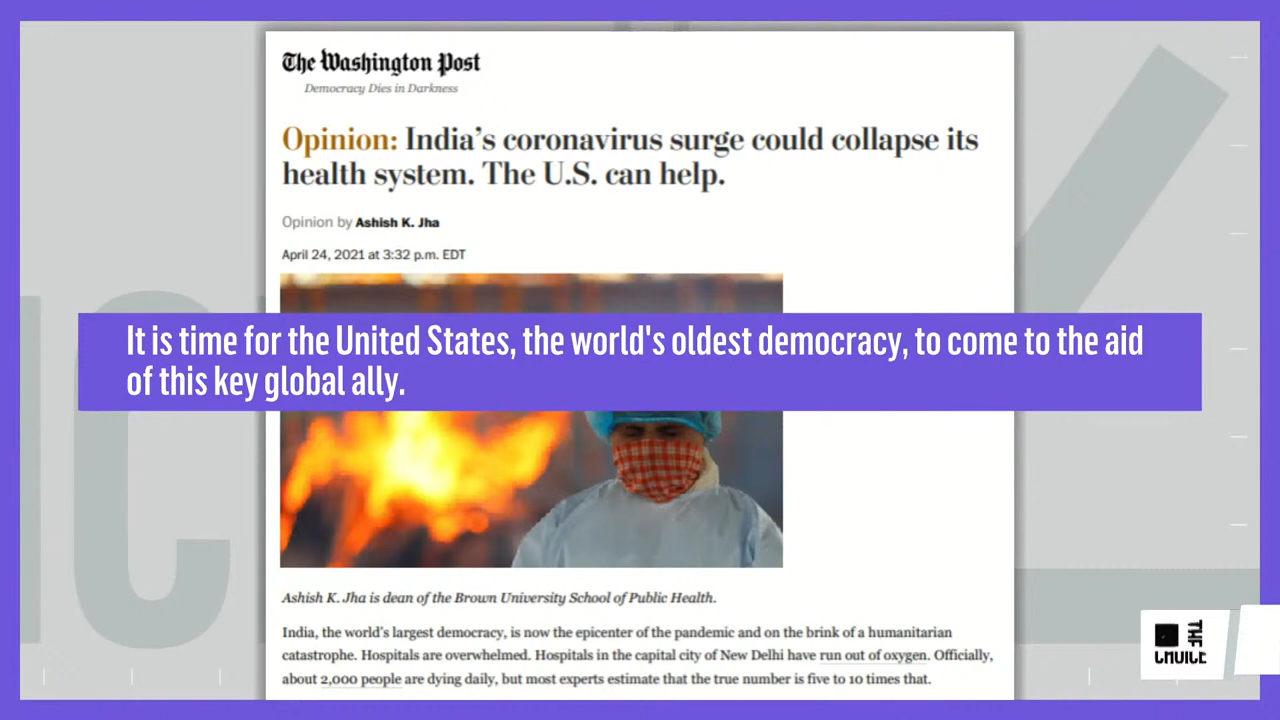 The Washington Post
Democracy Dies in Darkness
Opinion: India's coronavirus surge could collapse its
health system. The U.S. can help.
Opinion by Ashish K. Jha
April 24, 2021 at 3:32 p.m. EDT
It is time for the United States, the world's oldest democracy, to come to the aid
of this key global ally.
Ashish K. Jha is dean of the Brown University School of Public Health.
India, the world's largest democracy, is now the epicenter of the pandemic and on the brink of a humanitarian
catastrophe. Hospitals are overwhelmed. Hospitals in the capital city of New Delhi have run out of oxygen. Officially,
about 2,000 people are dying daily, but most experts estimate that the true number is five to 10 times that.
THE